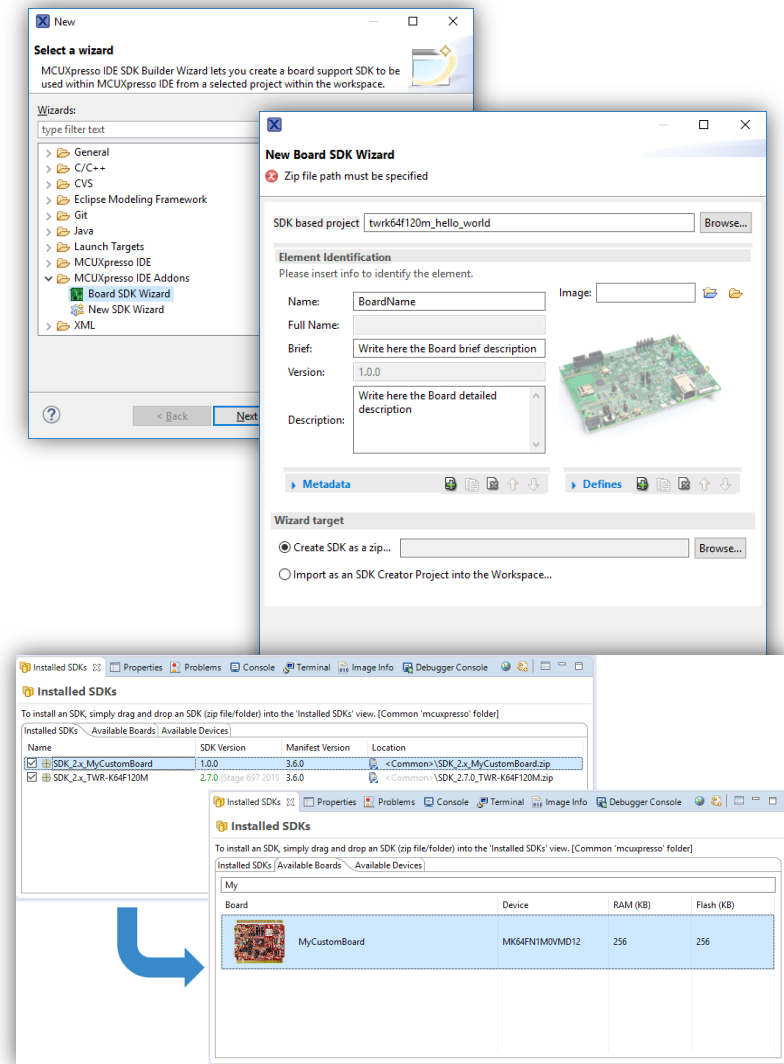 New
Select a wizard
MCUXpresso IDE SDK Builder Wizard lets you create a board support SDK to be
used within MCUXpresso IDE from a selected project within the workspace.
Wizards:
type filter text
General
C/C++
CVS
Eclipse Modeling Framework
Git
Java
Launch Targets
MCUXpresso IDE
MCUXpresso IDE Addons
Board SDK Wizard
New SDK Wizard
XML
< Back
Next
New Board SDK Wizard
Zip file path must be specified
SDK based project twrk64f120m_hello_world Browse...
Element Identification
Please insert info to identify the element.
Name: BoardName
Image:
Full Name:
Brief: Write here the Board brief description
Version: 1.0.0
Description: Write here the Board detailed
description
Metadata
Defines
Wizard target
Create SDK as a zip... Browse...
Import as an SDK Creator Project into the Workspace...
Installed SDKs Properties Problems Console Terminal Image Info Debugger Console
Installed SDKs
To install an SDK, simply drag and drop an SDK (zip file/folder) into the 'Installed SDKs' view. [Common 'mcuxpresso' folder]
Installed SDKs Available Boards Available Devices
Name SDK Version Manifest Version Location
SDK_2.x_MyCustomBoard 1.0.0 3.6.0 <Common>\SDK_2.x_MyCustomBoard.zip
SDK_2.x_TWR-K64F120M 2.7.0 (Stage 697 2019 3.6.0 <Common>\SDK_2.7.0_TWR-K64F120M.zip
Installed SDKs Properties Problems Console Terminal Image Info Debugger Console
Installed SDKs
To install an SDK, simply drag and drop an SDK (zip file/folder) into the 'Installed SDKs' view. [Common 'mcuxpresso' folder]
Installed SDKs Available Boards Available Devices
My
Board Device RAM (KB) Flash (KB)
MyCustomBoard MK64FN1M0VMD12 256 256